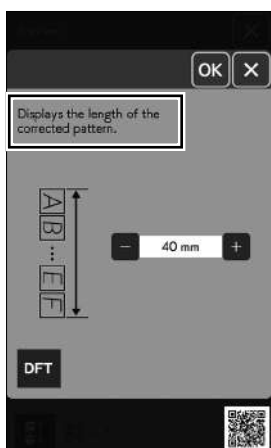 OK
Displays the length of the
corrected pattern.
A
B
E
F
− 40 mm +
DFT